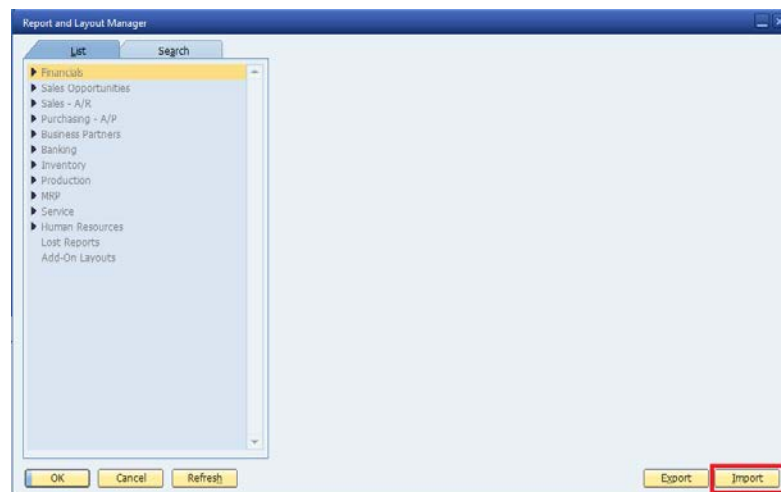 Report and Layout Manager
List Search
Financials
Sales Opportunities
Sales - A/R
Purchasing - A/P
Business Partners
Banking
Inventory
Production
MRP
Service
Human Resources
Lost Reports
Add-On Layouts
OK Cancel Refresh Export Import